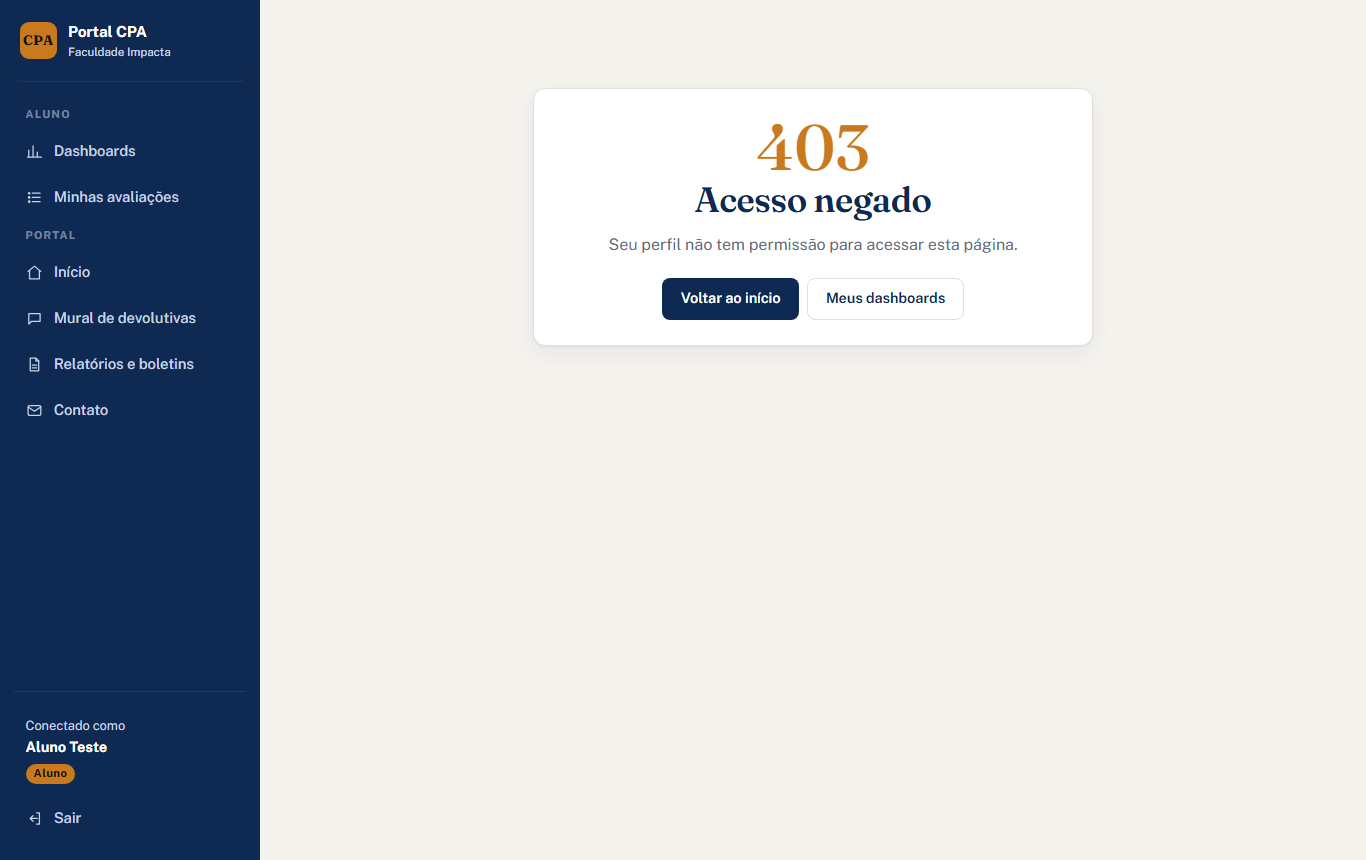 CPA
Portal CPA
Faculdade Impacta
ALUNO
Dashboards
Minhas avaliações
PORTAL
Início
Mural de devolutivas
Relatórios e boletins
Contato
Conectado como
Aluno Teste
Aluno
Sair
403
Acesso negado
Seu perfil não tem permissão para acessar esta página.
Voltar ao início
Meus dashboards